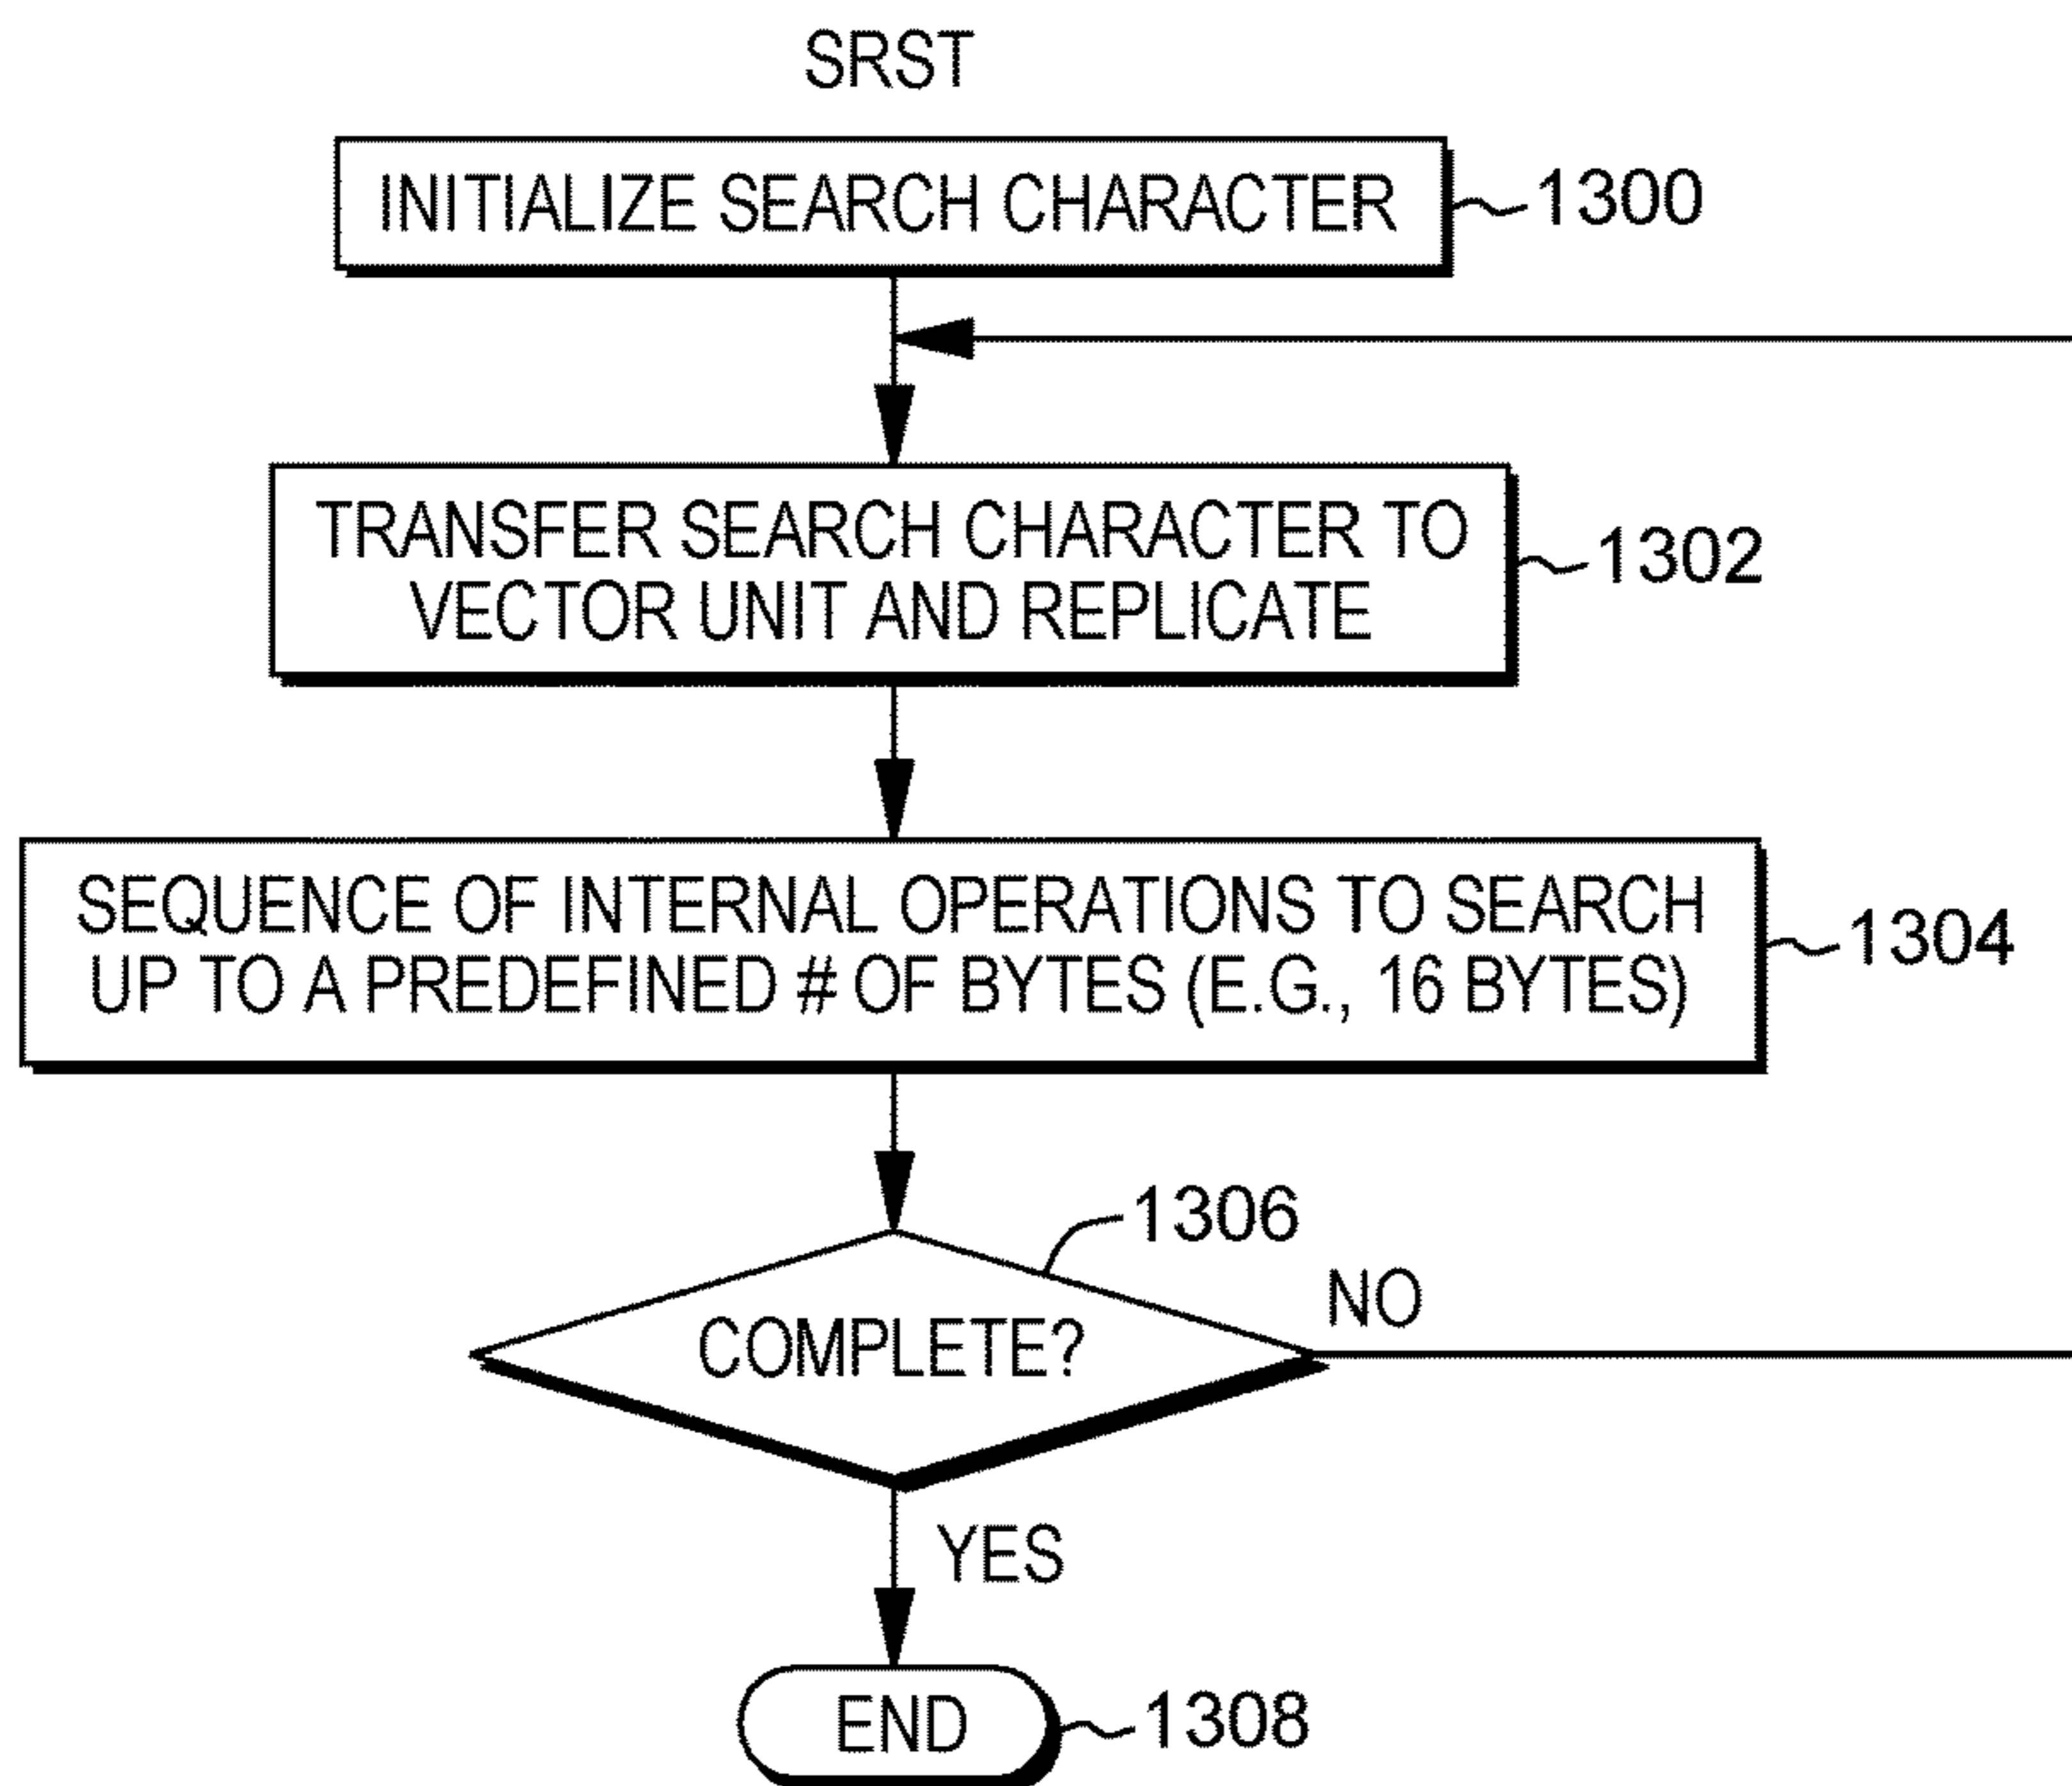 SRST
INITIALIZE SEARCH CHARACTER
1300
TRANSFER SEARCH CHARACTER TO
VECTOR UNIT AND REPLICATE
1302
SEQUENCE OF INTERNAL OPERATIONS TO SEARCH
UP TO A PREDEFINED # OF BYTES (E.G., 16 BYTES)
1304
1306
COMPLETE?
NO
YES
END
1308